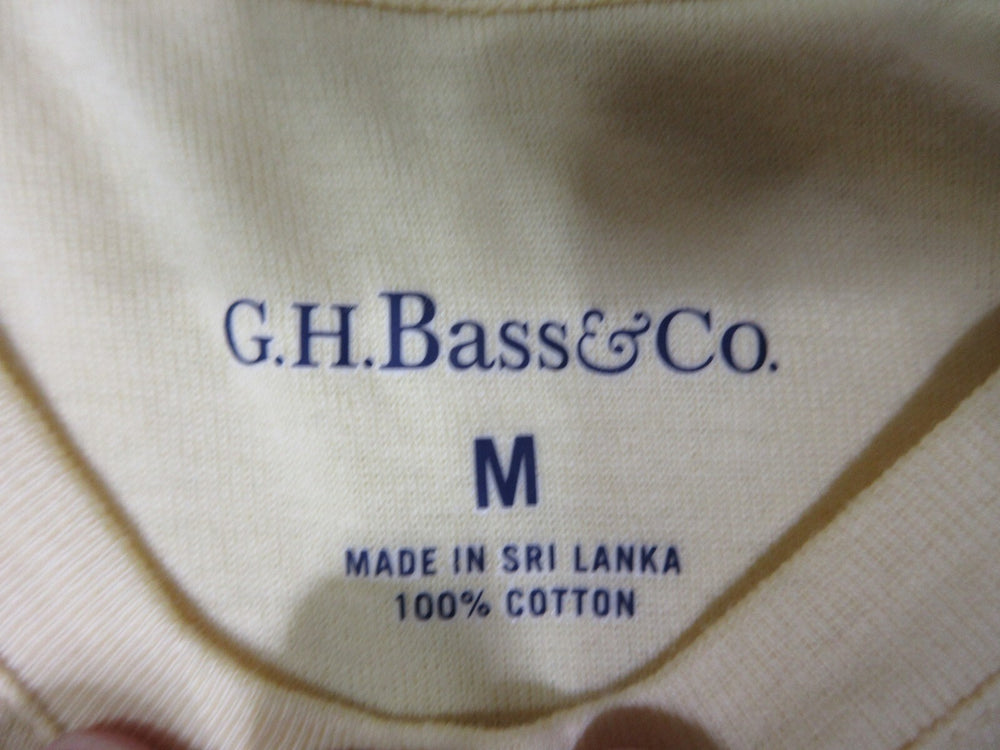 G.H.Bass&Co.
M
MADE IN SRI LANKA
100% COTTON